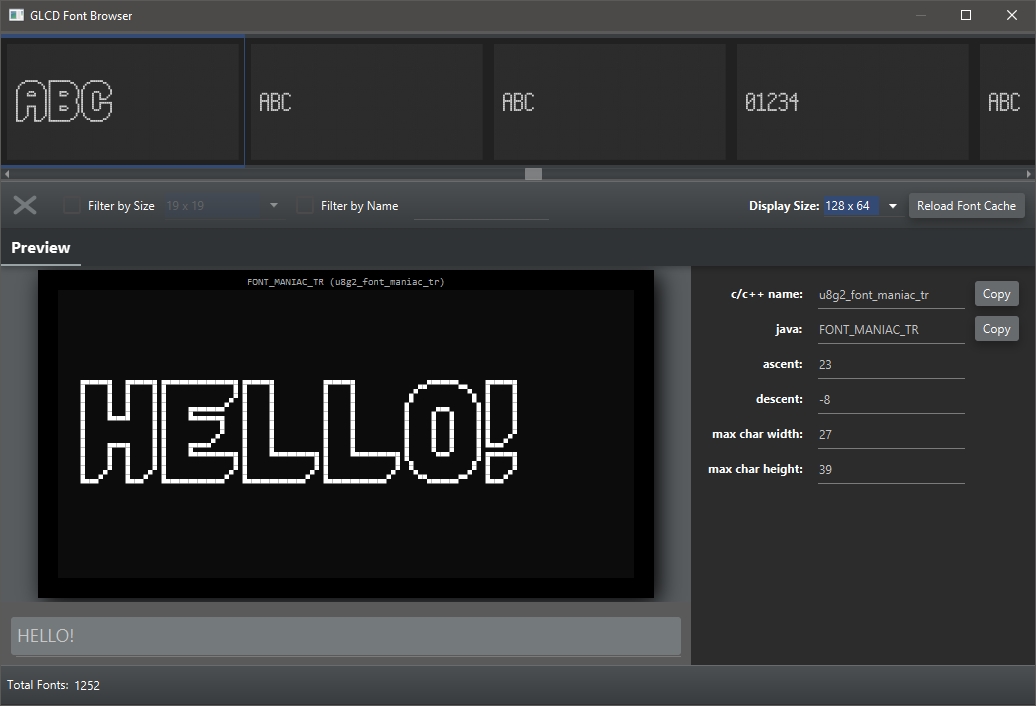 GLCD Font Browser
ABC ABC ABC 01234 ABC
Filter by Size 19 x 19 Filter by Name Display Size: 128 x 64 Reload Font Cache
Preview
FONT_MANIAC_TR (u8g2_font_maniac_tr)
HELLO!
HELLO!
c/c++ name: u8g2_font_maniac_tr Copy
java: FONT_MANIAC_TR Copy
ascent: 23
descent: -8
max char width: 27
max char height: 39
Total Fonts: 1252